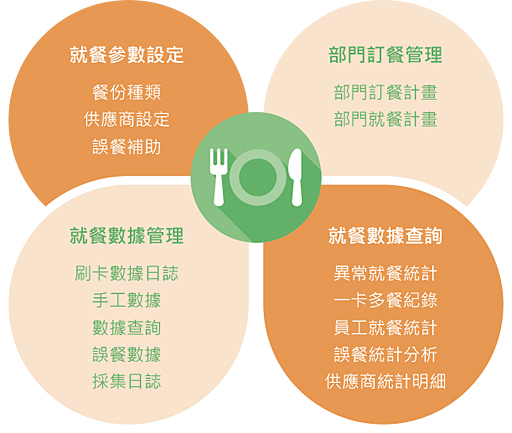 就餐參數設定
餐份種類
供應商設定
誤餐補助
部門訂餐管理
部門訂餐計畫
部門就餐計畫
就餐數據管理
刷卡數據日誌
手工數據
數據查詢
誤餐數據
採集日誌
就餐數據查詢
異常就餐統計
一卡多餐紀錄
員工就餐統計
誤餐統計分析
供應商統計明細